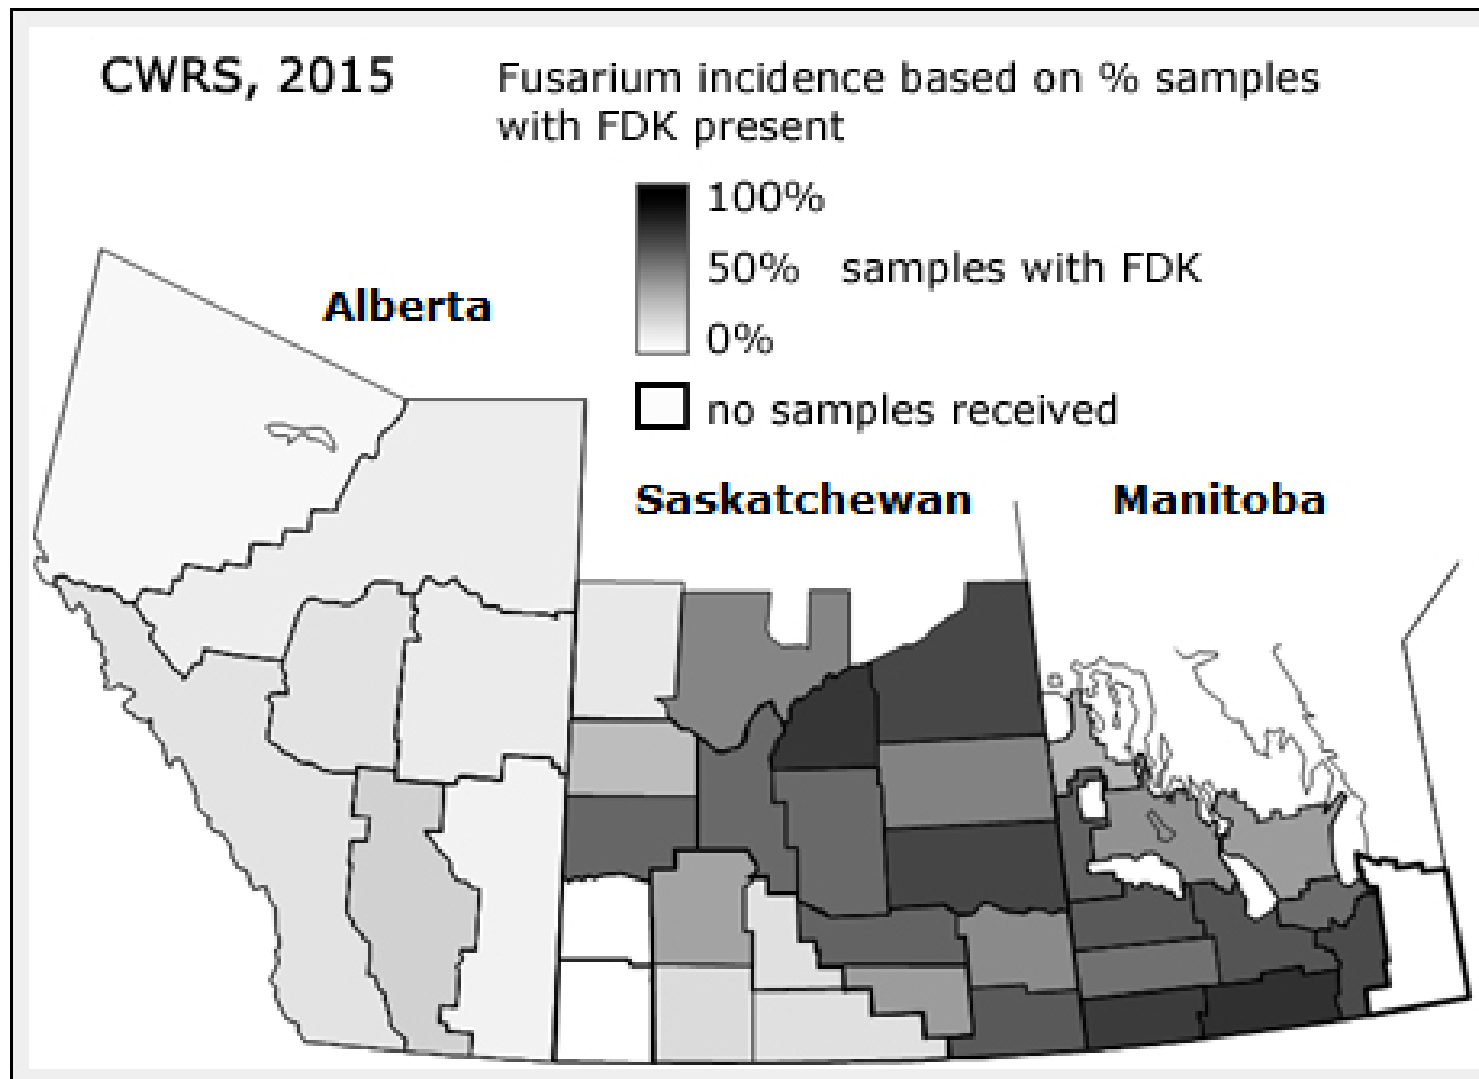 CWRS, 2015
Fusarium incidence based on % samples
with FDK present
100%
50% samples with FDK
0%
no samples received
Alberta
Saskatchewan
Manitoba